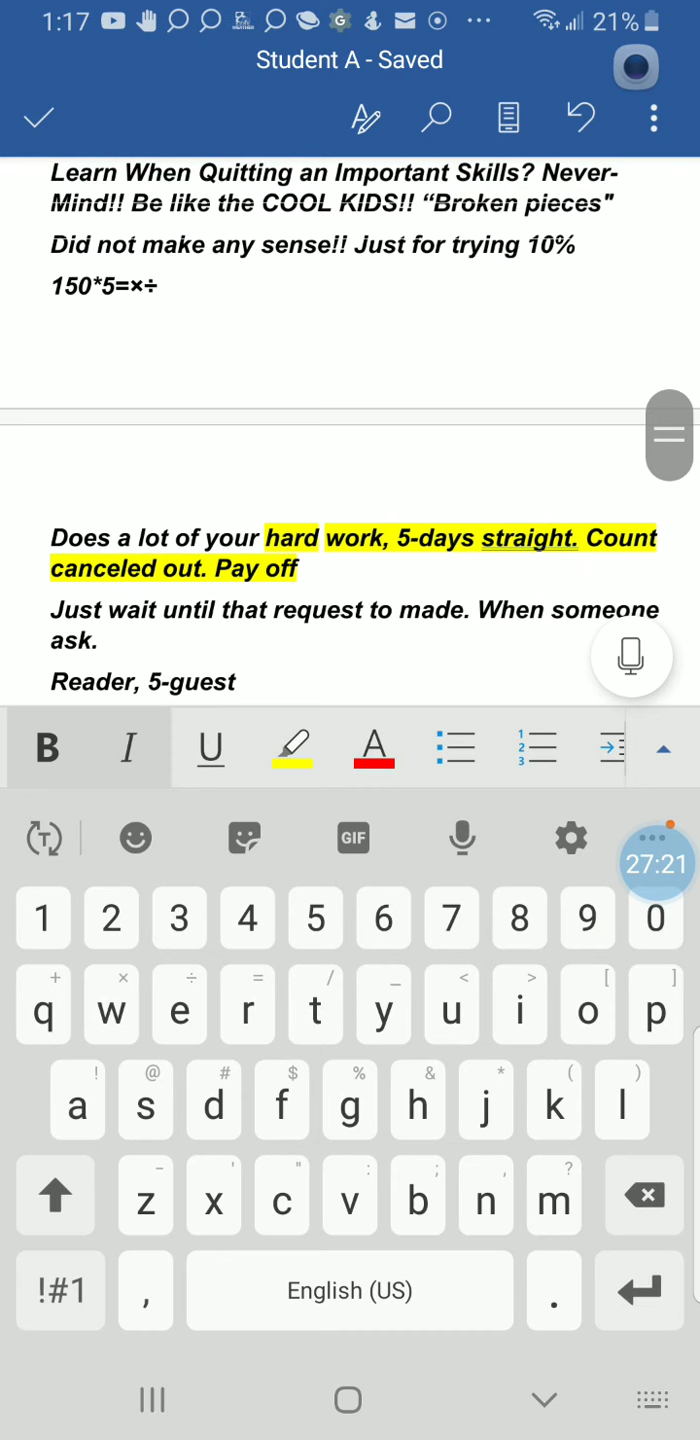 1:17 21%
Student A - Saved
Learn When Quitting an Important Skills? Never-
Mind!! Be like the COOL KIDS!! “Broken pieces"
Did not make any sense!! Just for trying 10%
150*5=×÷
Does a lot of your hard work, 5-days straight. Count
canceled out. Pay off
Just wait until that request to made. When someone
ask.
Reader, 5-guest
B I U A
GIF
27:21
1 2 3 4 5 6 7 8 9 0
+ × ÷ = / _ < > [ ]
q w e r t y u i o p
! @ # $ % & * ( )
a s d f g h j k l
- ' " : ; , ?
z x c v b n m
!#1 , English (US) .